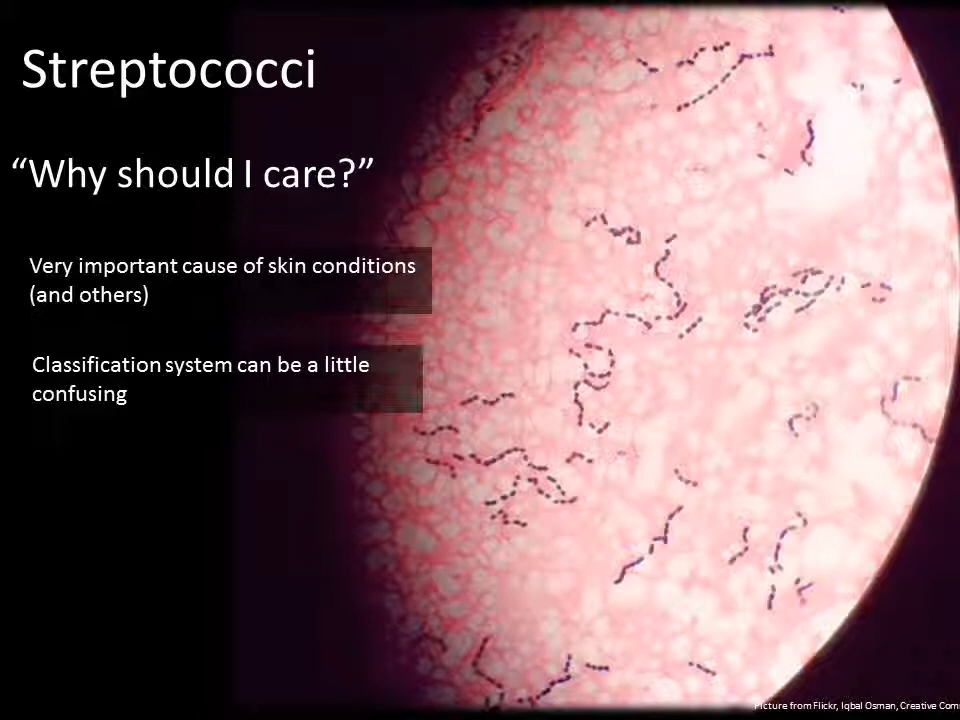 Streptococci
“Why should I care?”
Very important cause of skin conditions
(and others)
Classification system can be a little
confusing
Picture from Flickr, Iqbal Osman, Creative Com